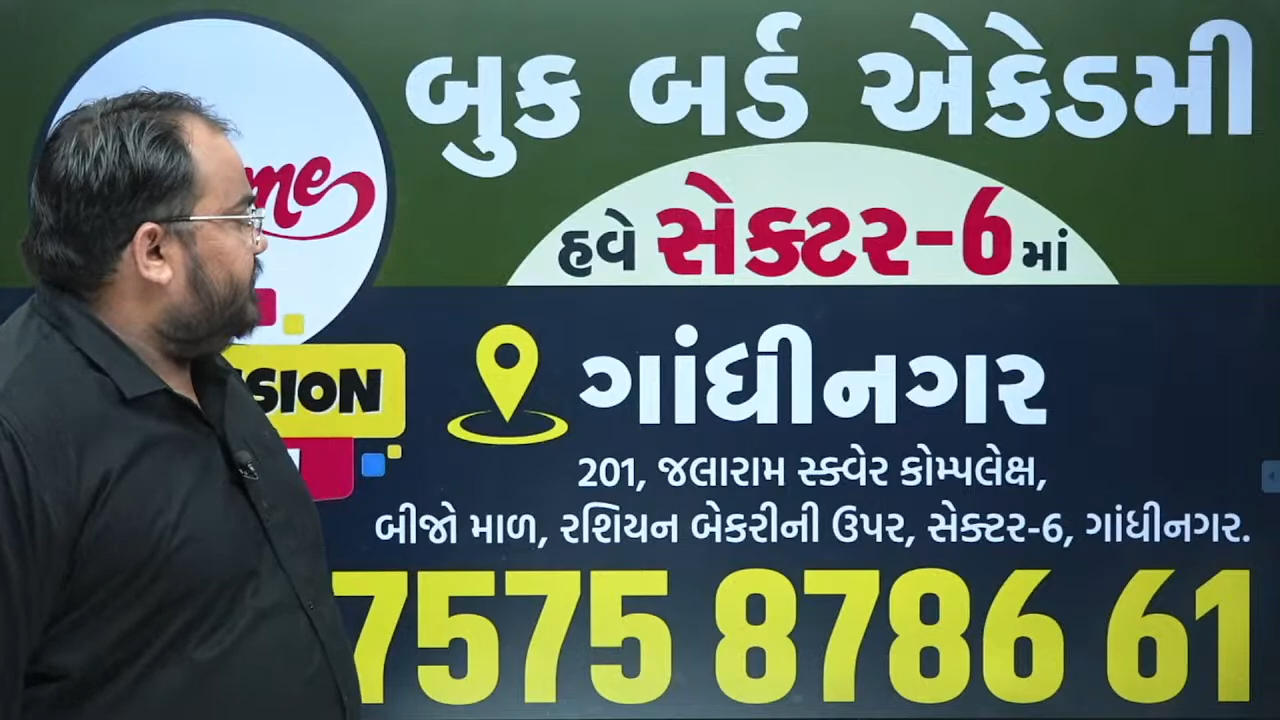 બુક બર્ડ એકેડમી
હવે સેક્ટર-6 માં
ગાંધીનગર
201, જલારામ સ્ક્વેર કોમ્પલેક્ષ,
બીજો માળ, રશિયન બેકરીની ઉપર, સેક્ટર-6, ગાંધીનગર.
7575 8786 61